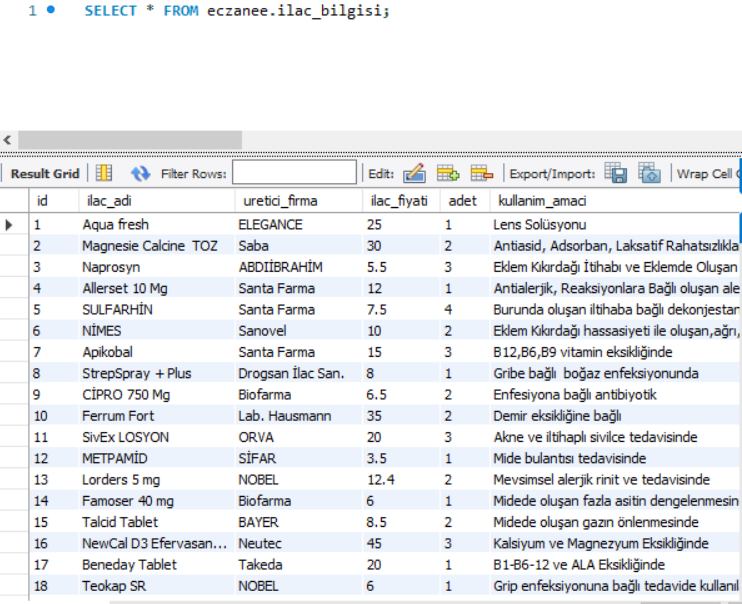 1 SELECT * FROM eczanee.ilac_bilgisi;
Result Grid Filter Rows: Edit: Export/Import: Wrap Cell
id ilac_adi uretici_firma ilac_fiyati adet kullanim_amaci
1 Aqua fresh ELEGANCE 25 1 Lens Solüsyonu
2 Magnesie Calcine TOZ Saba 30 2 Antiasid, Adsorban, Laksatif Rahatsızlıkla
3 Naprosyn ABDİİBRAHİM 5.5 3 Eklem Kıkırdağı İtihabı ve Eklemde Oluşan
4 Allerset 10 Mg Santa Farma 12 1 Antialerjik, Reaksiyonlara Bağlı oluşan ale
5 SULFARHİN Santa Farma 7.5 4 Burunda oluşan iltihaba bağlı dekonjestan
6 NİMES Sanovel 10 2 Eklem Kıkırdağı hassasiyeti ile oluşan,ağrı,
7 Apikobal Santa Farma 15 3 B12,B6,B9 vitamin eksikliğinde
8 StrepSpray +Plus Drogsan İlac San. 8 1 Gribe bağlı boğaz enfeksiyonunda
9 CİPRO 750 Mg Biofarma 6.5 2 Enfesiyona bağlı antibiyotik
10 Ferrum Fort Lab. Hausmann 35 2 Demir eksikliğine bağlı
11 SivEx LOSYON ORVA 20 3 Akne ve iltihaplı sivilce tedavisinde
12 METPAMİD SİFAR 3.5 1 Mide bulantısı tedavisinde
13 Lorders 5 mg NOBEL 12.4 2 Mevsimsel alerjik rinit ve tedavisinde
14 Famoser 40 mg Biofarma 6 1 Midede oluşan fazla asitin dengelenmesin
15 Talcid Tablet BAYER 8.5 2 Midede oluşan gazın önlenmesinde
16 NewCal D3 Efervasan... Neutec 45 3 Kalsiyum ve Magnezyum Eksikliğinde
17 Beneday Tablet Takeda 20 1 B1-B6-12 ve ALA Eksikliğinde
18 Teokap SR NOBEL 6 1 Grip enfeksiyonuna bağlı tedavide kullanıl